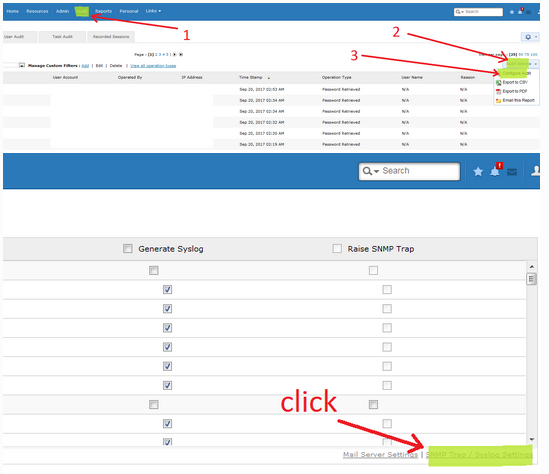 Home Resources Admin Audit Reports Personal Links
Search
1
2
User Audit Task Audit Recorded Sessions
Page - [1] 2 3 4 5
[25] 50 75 100
3
Manage Custom Filters : Add | Edit | Delete | View all operation types
Configure Audit
User Account Operated By IP Address Time Stamp Operation Type User Name Reason
Export to CSV
Sep 20, 2017 02:53 AM Password Retrieved N/A N/A
Export to PDF
Sep 20, 2017 02:34 AM Password Retrieved N/A N/A
Email this Report
Sep 20, 2017 02:34 AM Password Retrieved N/A N/A
Sep 20, 2017 02:34 AM Password Retrieved N/A N/A
Sep 20, 2017 02:20 AM Password Retrieved N/A N/A
Sep 20, 2017 02:19 AM Password Retrieved N/A N/A
Search
!
Generate Syslog Raise SNMP Trap
click
Mail Server Settings | SNMP Trap / Syslog Settings